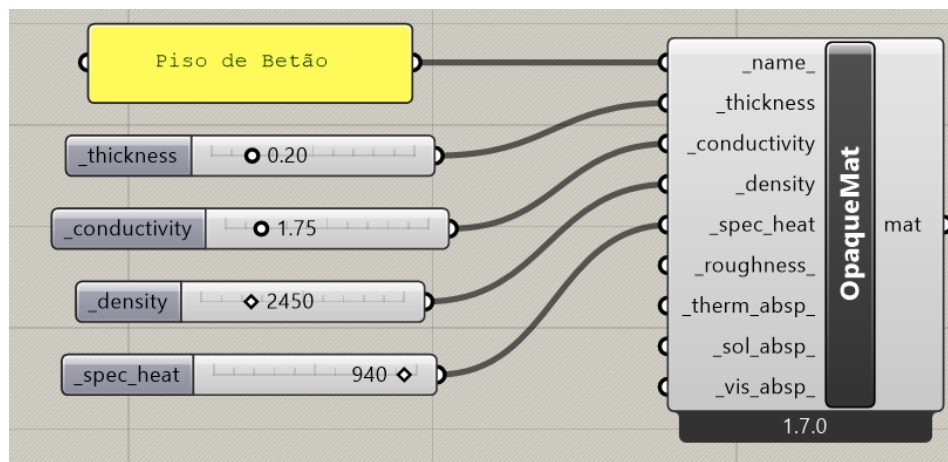 Piso de Betão
_thickness 0.20
_conductivity 1.75
_density 2450
_spec_heat 940
_name_
_thickness
_conductivity
_density
_spec_heat
_roughness_
_therm_absp_
_sol_absp_
_vis_absp_
OpaqueMat
mat
1.7.0